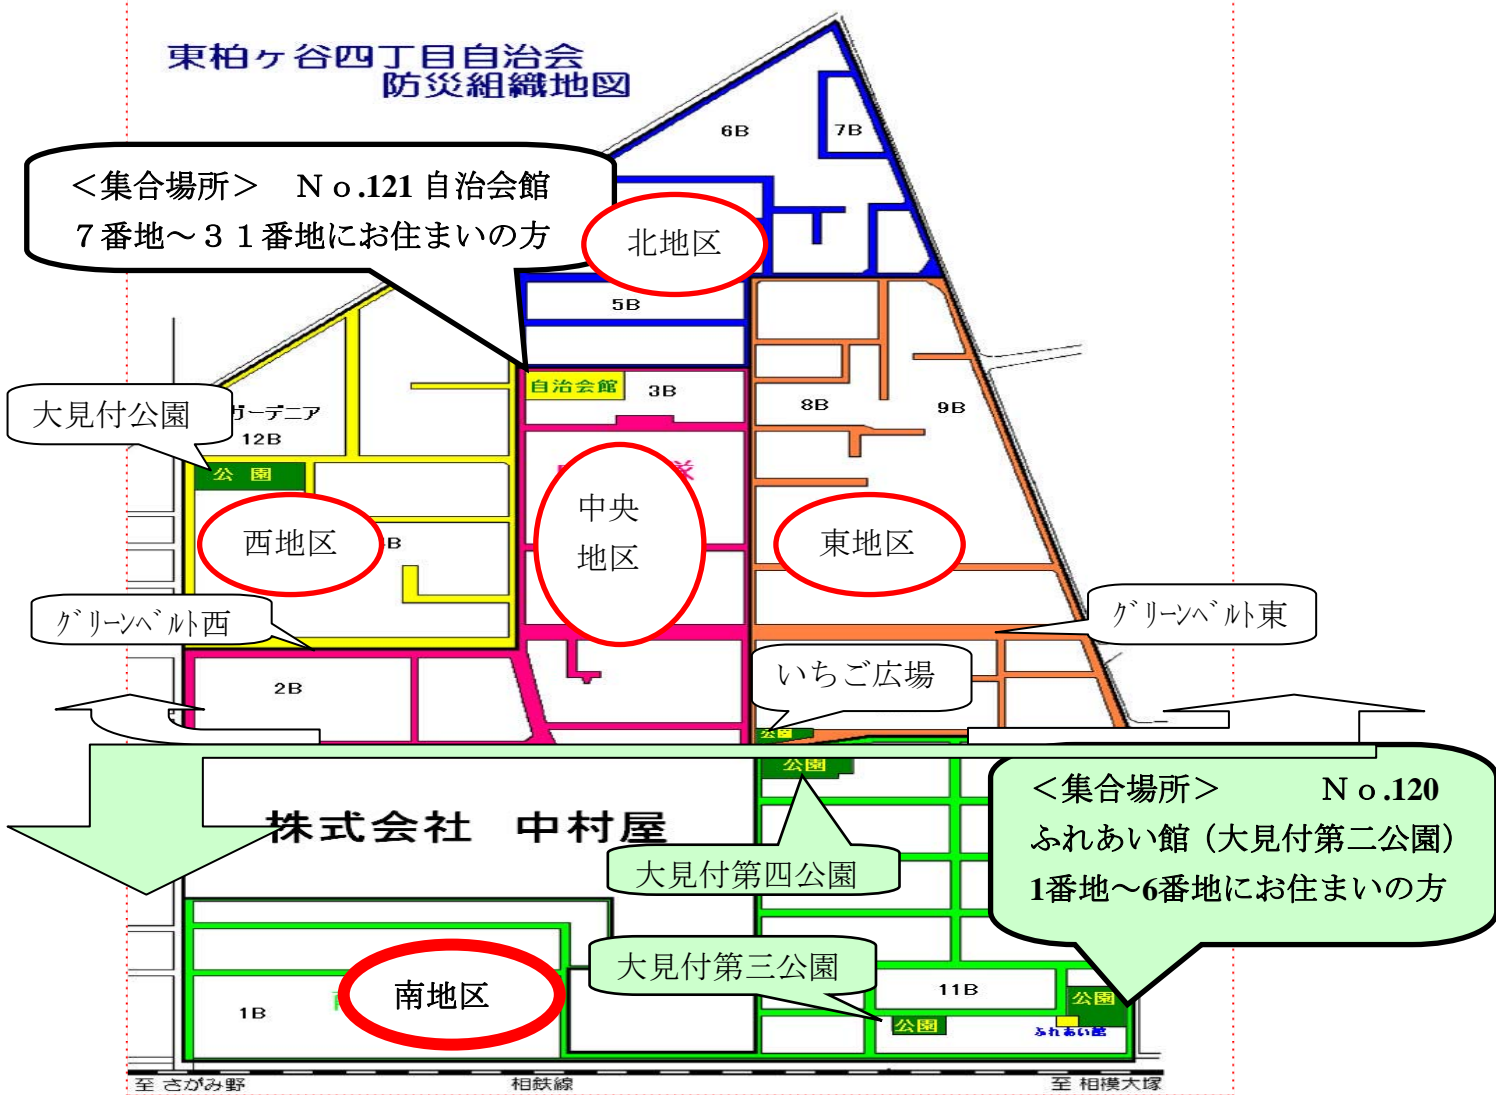 東柏ヶ谷四丁目自治会
防災組織地図
6B
7B
<集合場所> Ｎｏ.121 自治会館
７番地～３１番地にお住まいの方
北地区
5B
自治会館
3B
8B
9B
大見付公園
ガーデニア
12B
公園
西地区
B
中央
地区
東地区
ｸﾞﾘｰﾝﾍﾞﾙﾄ西
ｸﾞﾘｰﾝﾍﾞﾙﾄ東
いちご広場
2B
公園
公園
株式会社 中村屋
大見付第四公園
<集合場所> Ｎｏ.120
ふれあい館（大見付第二公園）
1番地～6番地にお住まいの方
大見付第三公園
南地区
1B
11B
公園
公園
ふれあい館
至 さがみ野
相鉄線
至 相模大塚